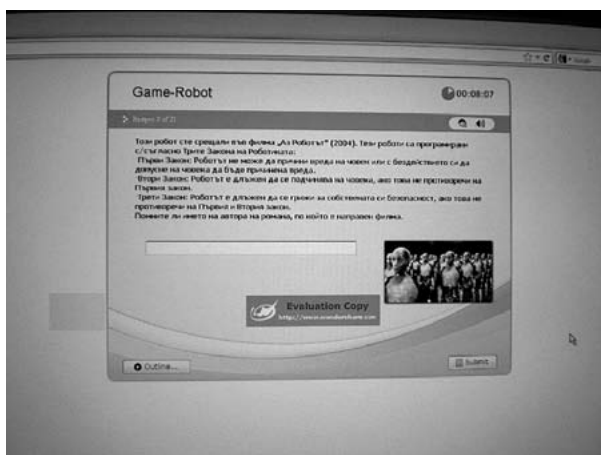 Game-Robot
00:08:07
Този робот сте срещали във филма „Аз Роботът" (2004). Тези роботи са програмирани
с/съгласно Трите Закона на Роботиката:
Първи Закон: Роботът не може да причини вреда на човек или с бездействието си да
допусне на човека да бъде причинена вреда.
Втори Закон: Роботът е длъжен да се подчинява на човека, ако това не противоречи на
Първия закон.
Трети Закон: Роботът е длъжен да се грижи за собствената си безопасност, ако това не
противоречи на Първия и Втория закон.
Помните ли името на автора на романа, по който е направен филма.
Evaluation Copy
http://www.wondershare.com
Outline...
Submit